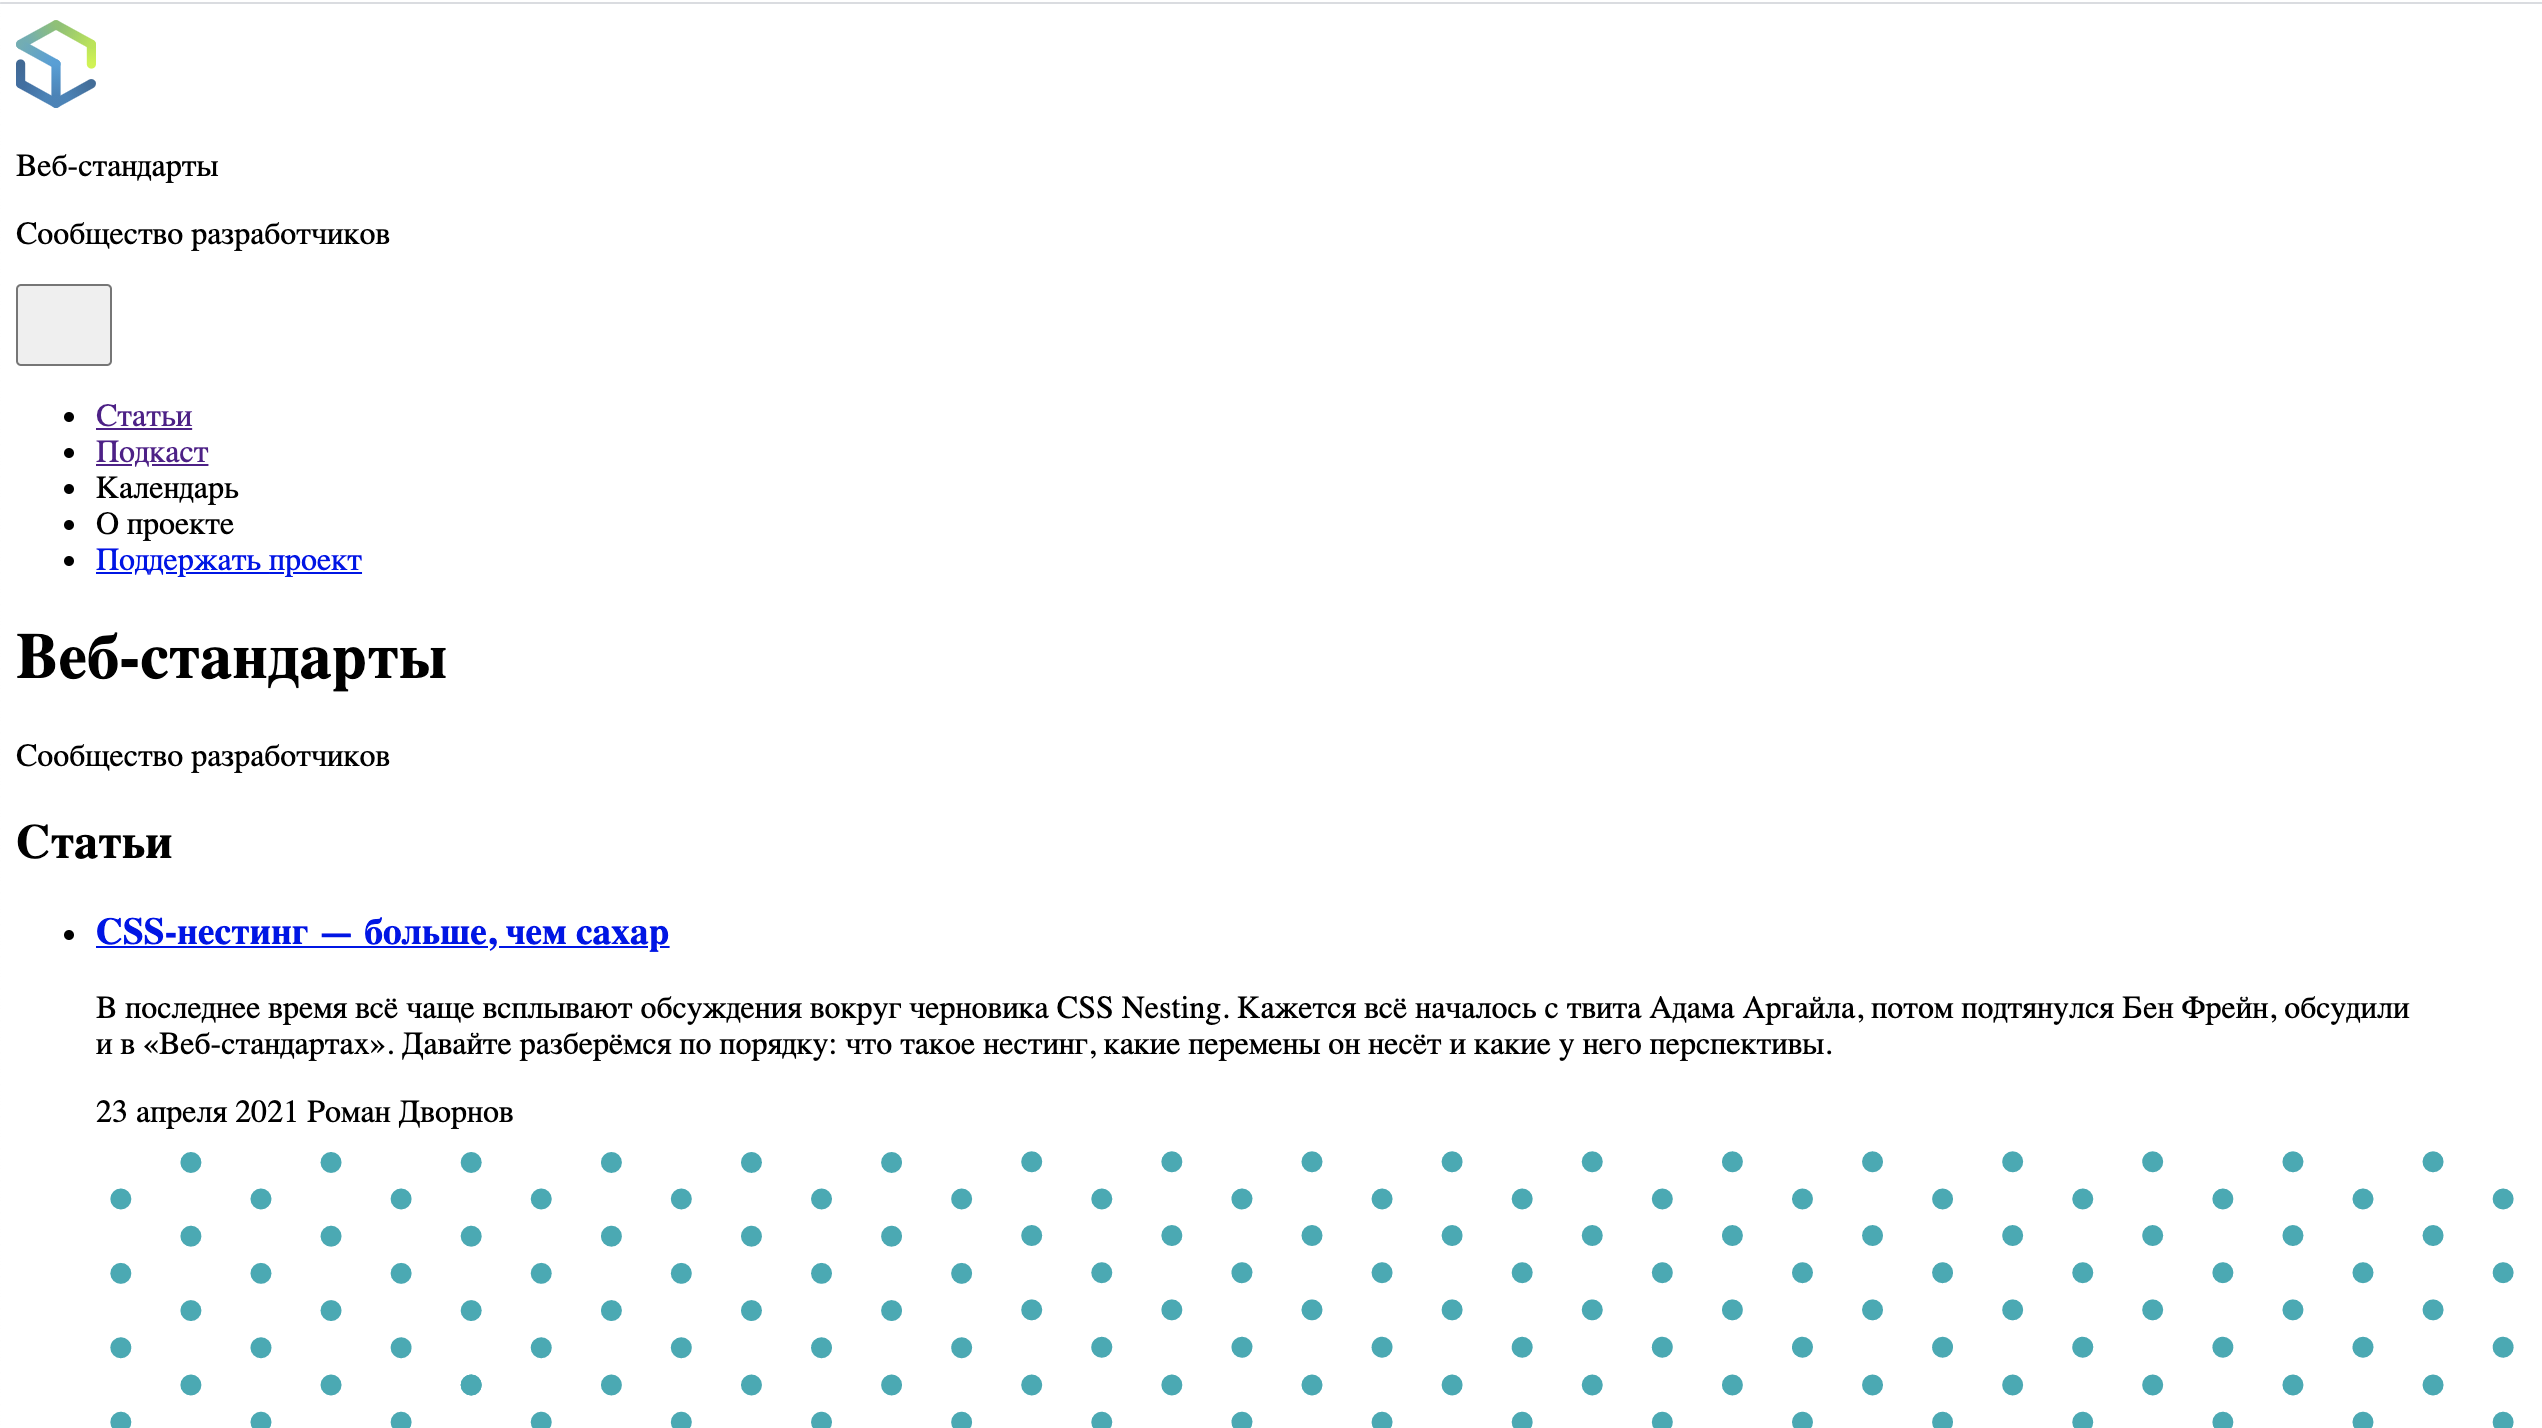 Веб-стандарты
Сообщество разработчиков
Статьи
Подкаст
Календарь
О проекте
Поддержать проект
Веб-стандарты
Сообщество разработчиков
Статьи
CSS-нестинг — больше, чем сахар
В последнее время всё чаще всплывают обсуждения вокруг черновика CSS Nesting. Кажется всё началось с твита Адама Аргайла, потом подтянулся Бен Фрейн, обсудили
и в «Веб-стандартах». Давайте разберёмся по порядку: что такое нестинг, какие перемены он несёт и какие у него перспективы.
23 апреля 2021 Роман Дворнов